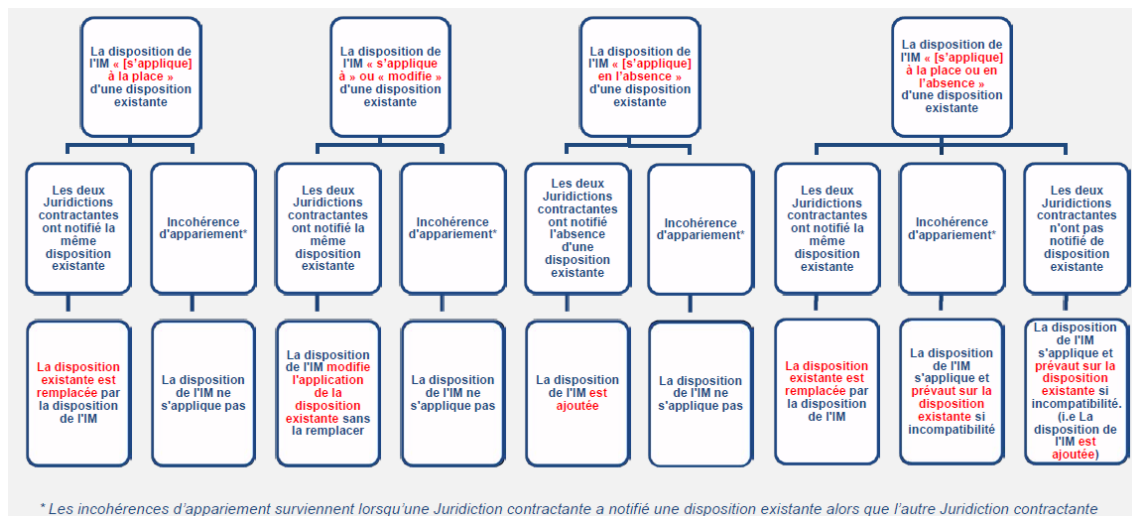 La disposition de
l'IM « [s'applique]
à la place »
d'une disposition
existante
La disposition de
l'IM « s'applique
à » ou « modifie »
d'une disposition
existante
La disposition de
l'IM « [s'applique]
en l'absence »
d'une disposition
existante
La disposition de
l'IM « [s'applique]
à la place ou en
l'absence »
d'une disposition
existante
Les deux
Juridictions
contractantes
ont notifié la
même
disposition
existante
Incohérence
d'appariement*
Les deux
Juridictions
contractantes
ont notifié la
même
disposition
existante
Incohérence
d'appariement*
Les deux
Juridictions
contractantes
ont notifié
l'absence
d'une
disposition
existante
Incohérence
d'appariement*
Les deux
Juridictions
contractantes
ont notifié la
même
disposition
existante
Incohérence
d'appariement*
Les deux
Juridictions
contractantes
n'ont pas
notifié de
disposition
existante
La disposition
existante est
remplacée par
la disposition
de l'IM
La disposition
de l'IM ne
s'applique pas
La disposition
de l'IM modifie
l'application
de la
disposition
existante sans
la remplacer
La disposition
de l'IM ne
s'applique pas
La disposition
de l'IM est
ajoutée
La disposition
de l'IM ne
s'applique pas
La disposition
existante est
remplacée par
la disposition
de l'IM
La disposition
de l'IM
s'applique et
prévaut sur la
disposition
existante si
incompatibilité
La disposition
de l'IM
s'applique et
prévaut sur la
disposition
existante si
incompatibilité.
(i.e La
disposition de
l'IM est
ajoutée)
* Les incohérences d'appariement surviennent lorsqu'une Juridiction contractante a notifié une disposition existante alors que l'autre Juridiction contractante